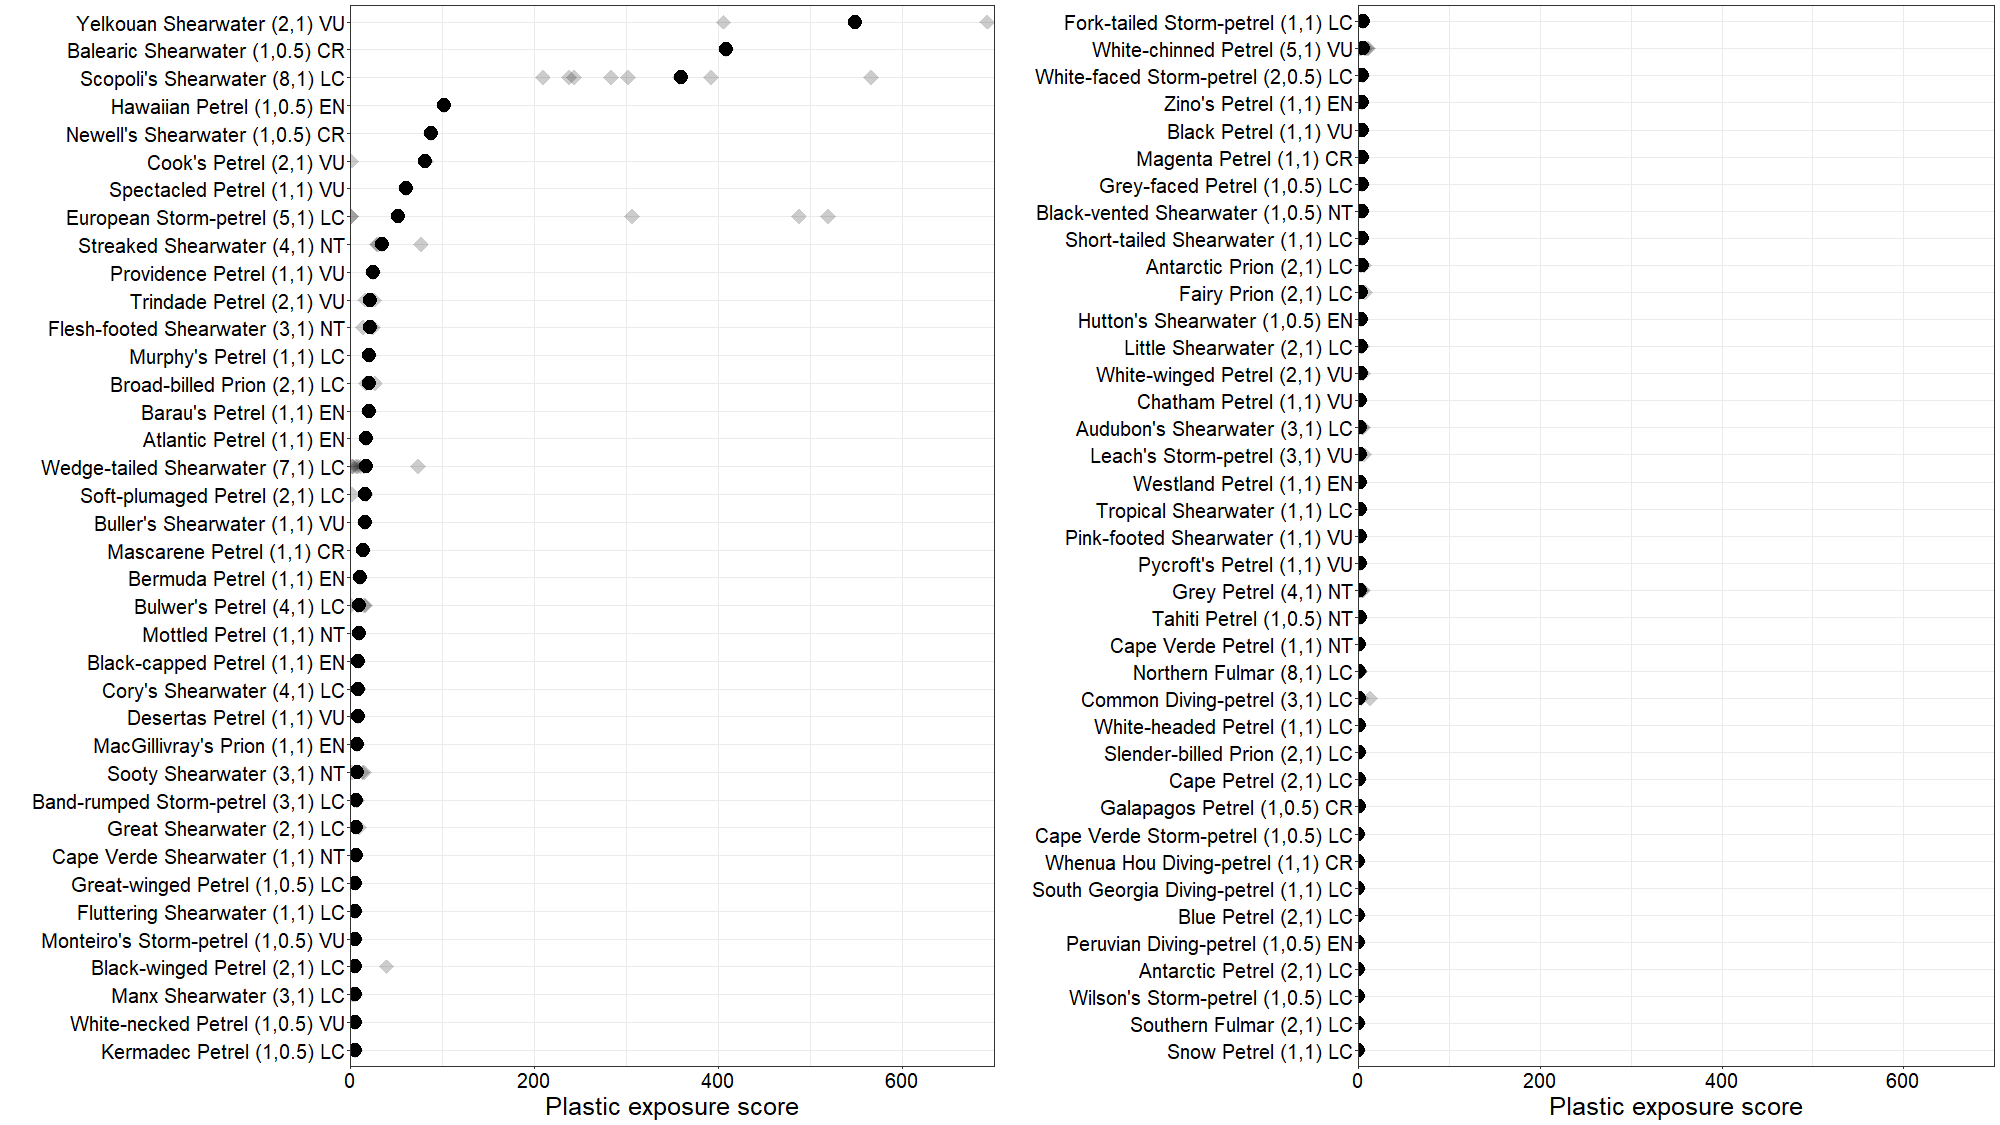 Yelkouan Shearwater (2,1) VU
Balearic Shearwater (1,0.5) CR
Scopoli's Shearwater (8,1) LC
Hawaiian Petrel (1,0.5) EN
Newell's Shearwater (1,0.5) CR
Cook's Petrel (2,1) VU
Spectacled Petrel (1,1) VU
European Storm-petrel (5,1) LC
Streaked Shearwater (4,1) NT
Providence Petrel (1,1) VU
Trindade Petrel (2,1) VU
Flesh-footed Shearwater (3,1) NT
Murphy's Petrel (1,1) LC
Broad-billed Prion (2,1) LC
Barau's Petrel (1,1) EN
Atlantic Petrel (1,1) EN
Wedge-tailed Shearwater (7,1) LC
Soft-plumaged Petrel (2,1) LC
Buller's Shearwater (1,1) VU
Mascarene Petrel (1,1) CR
Bermuda Petrel (1,1) EN
Bulwer's Petrel (4,1) LC
Mottled Petrel (1,1) NT
Black-capped Petrel (1,1) EN
Cory's Shearwater (4,1) LC
Desertas Petrel (1,1) VU
MacGillivray's Prion (1,1) EN
Sooty Shearwater (3,1) NT
Band-rumped Storm-petrel (3,1) LC
Great Shearwater (2,1) LC
Cape Verde Shearwater (1,1) NT
Great-winged Petrel (1,0.5) LC
Fluttering Shearwater (1,1) LC
Monteiro's Storm-petrel (1,0.5) VU
Black-winged Petrel (2,1) LC
Manx Shearwater (3,1) LC
White-necked Petrel (1,0.5) VU
Kermadec Petrel (1,0.5) LC
0 200 400 600
Plastic exposure score
Fork-tailed Storm-petrel (1,1) LC
White-chinned Petrel (5,1) VU
White-faced Storm-petrel (2,0.5) LC
Zino's Petrel (1,1) EN
Black Petrel (1,1) VU
Magenta Petrel (1,1) CR
Grey-faced Petrel (1,0.5) LC
Black-vented Shearwater (1,0.5) NT
Short-tailed Shearwater (1,1) LC
Antarctic Prion (2,1) LC
Fairy Prion (2,1) LC
Hutton's Shearwater (1,0.5) EN
Little Shearwater (2,1) LC
White-winged Petrel (2,1) VU
Chatham Petrel (1,1) VU
Audubon's Shearwater (3,1) LC
Leach's Storm-petrel (3,1) VU
Westland Petrel (1,1) EN
Tropical Shearwater (1,1) LC
Pink-footed Shearwater (1,1) VU
Pycroft's Petrel (1,1) VU
Grey Petrel (4,1) NT
Tahiti Petrel (1,0.5) NT
Cape Verde Petrel (1,1) NT
Northern Fulmar (8,1) LC
Common Diving-petrel (3,1) LC
White-headed Petrel (1,1) LC
Slender-billed Prion (2,1) LC
Cape Petrel (2,1) LC
Galapagos Petrel (1,0.5) CR
Cape Verde Storm-petrel (1,0.5) LC
Whenua Hou Diving-petrel (1,1) CR
South Georgia Diving-petrel (1,1) LC
Blue Petrel (2,1) LC
Peruvian Diving-petrel (1,0.5) EN
Antarctic Petrel (2,1) LC
Wilson's Storm-petrel (1,0.5) LC
Southern Fulmar (2,1) LC
Snow Petrel (1,1) LC
0 200 400 600
Plastic exposure score